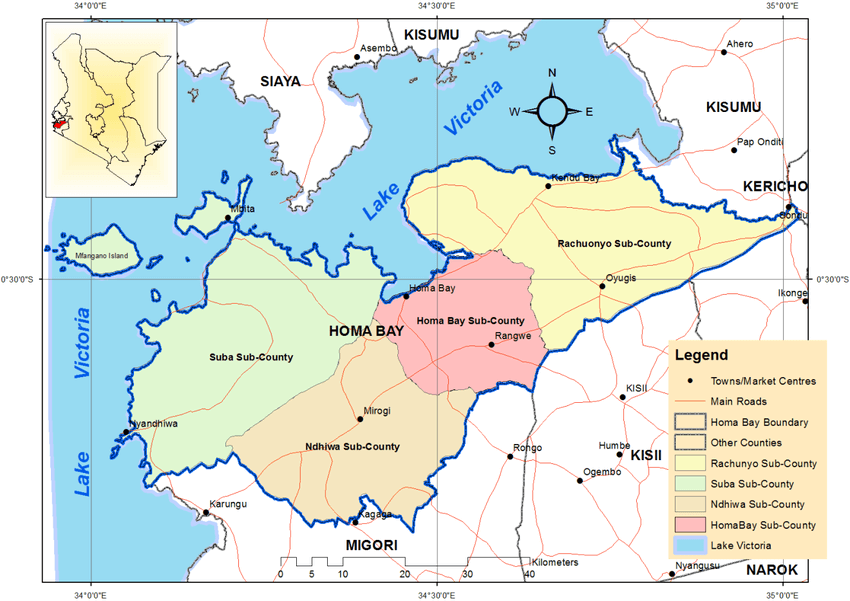 34°0'0"E
34°30'0"E
35°0'0"E
KISUMU
Asembo
Ahero
SIAYA
Victoria
N
W
E
S
KISUMU
Pap Onditi
Kendu Bay
KERICHO
Lake
Mbita
Sondu
Rachuonyo Sub-County
Mfangano Island
0°30'0"S
0°30'0"S
Oyugis
Homa Bay
Ikonge
Homa Bay Sub-County
Victoria
HOMA BAY
Rangwe
Suba Sub-County
Legend
Towns/Market Centres
KISII
Main Roads
Mirogi
Homa Bay Boundary
Nyandhiwa
Other Counties
Ndhiwa Sub-County
Rongo
Humbe
KISII
Rachunyo Sub-County
Lake
Ogembo
Suba Sub-County
Karungu
Ndhiwa Sub-County
Kagaga
HomaBay Sub-County
MIGORI
Lake Victoria
Kilometers
Nyangusu
NAROK
0 5 10 20 30 40
34°0'0"E
34°30'0"E
35°0'0"E